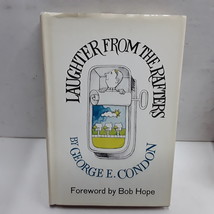 LAUGHTER FROM THE RAFTERS
BY GEORGE E. CONDON
Foreword by Bob Hope